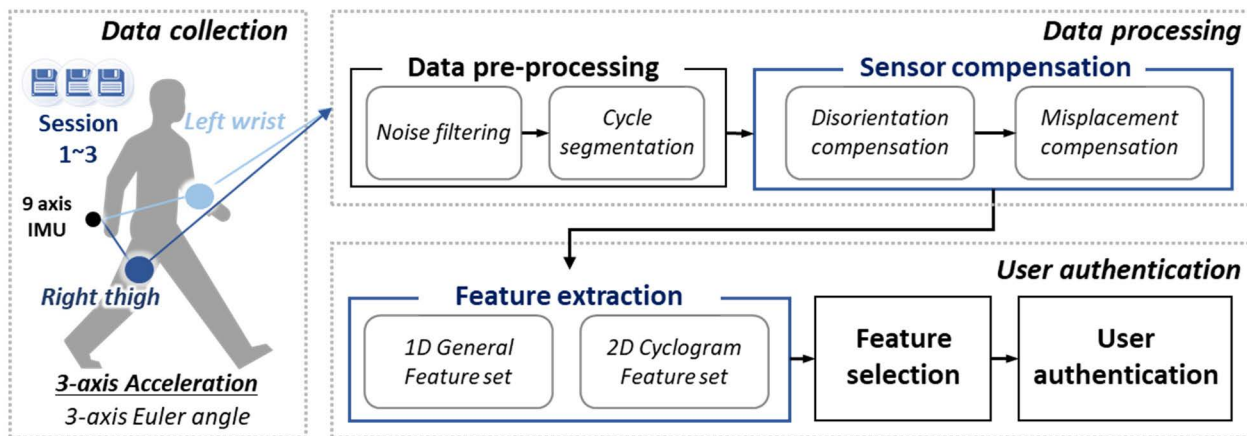 Data collection
Session
1~3
Left wrist
9 axis
IMU
Right thigh
3-axis Acceleration
3-axis Euler angle
Data processing
Data pre-processing
Noise filtering
Cycle
segmentation
Sensor compensation
Disorientation
compensation
Misplacement
compensation
User authentication
Feature extraction
1D General
Feature set
2D Cyclogram
Feature set
Feature
selection
User
authentication